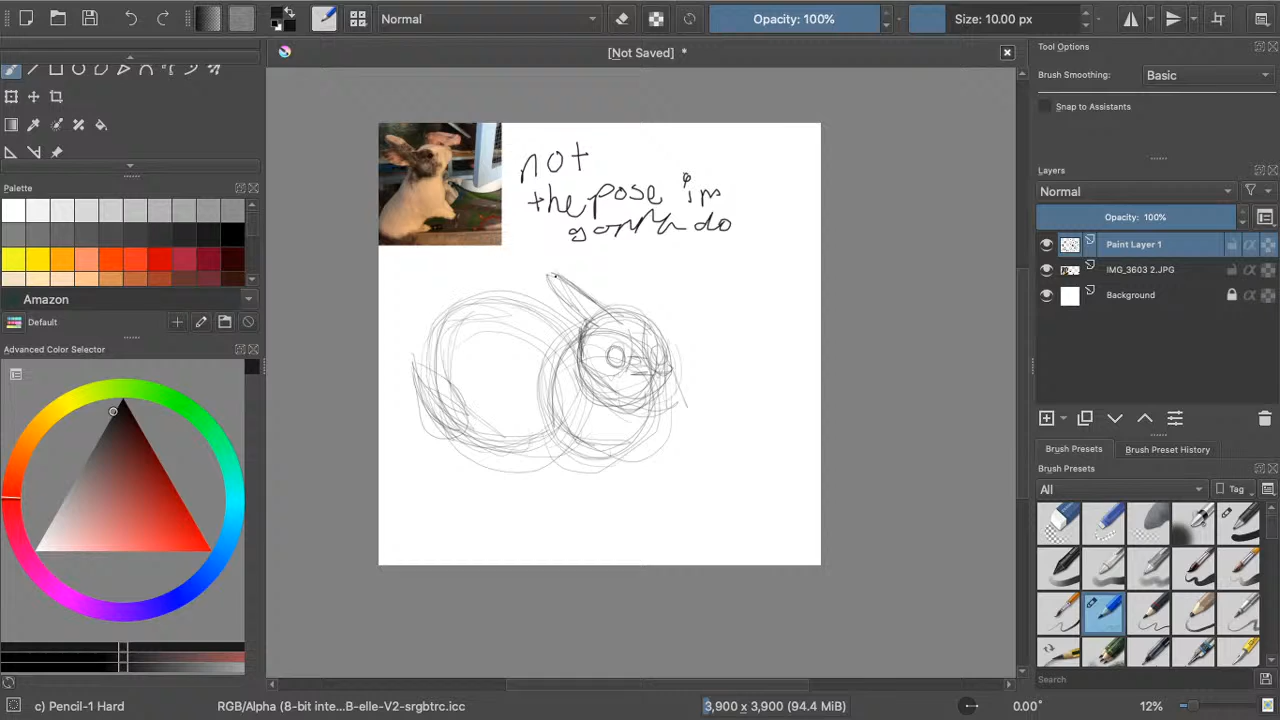 Normal
Opacity: 100%
Size: 10.00 px
[Not Saved] *
Tool Options
Brush Smoothing:
Basic
Snap to Assistants
Layers
Normal
Opacity: 100%
Paint Layer 1
IMG_3603 2.JPG
Background
Palette
Amazon
Default
Advanced Color Selector
not
the pose im
gonna do
Brush Presets
Brush Preset History
Brush Presets
All
Tag
Search
c) Pencil-1 Hard
RGB/Alpha (8-bit inte...B-elle-V2-srgbtrc.icc
3,900 x 3,900 (94.4 MiB)
0.00°
12%